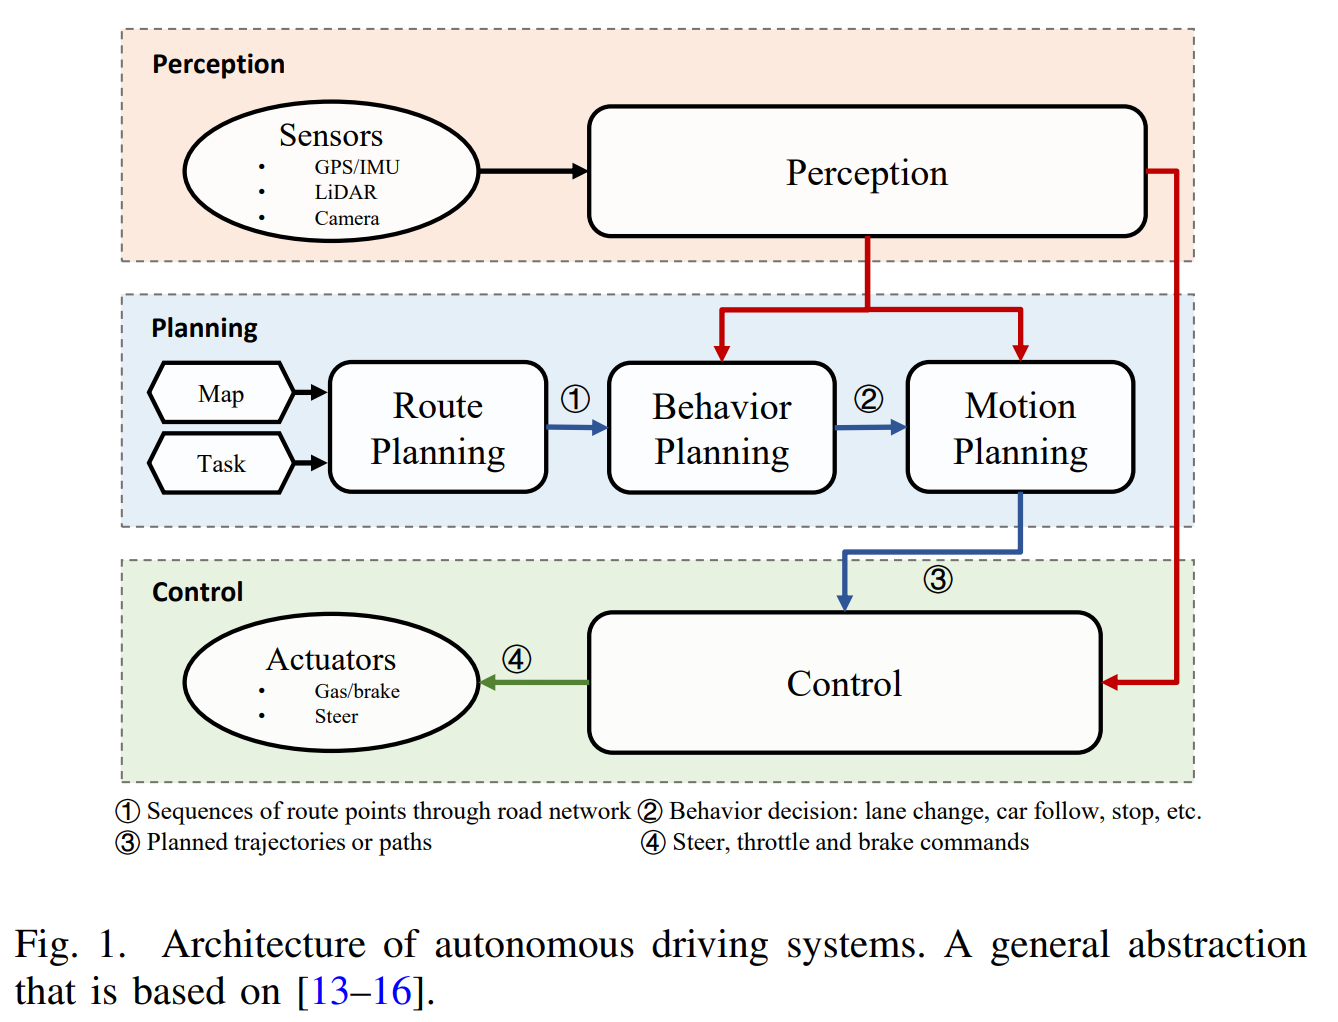 Perception
Sensors
• GPS/IMU
• LiDAR
• Camera
Perception
Planning
Map
Task
Route
Planning
①
Behavior
Planning
②
Motion
Planning
③
Control
Actuators
• Gas/brake
• Steer
④
Control
① Sequences of route points through road network ② Behavior decision: lane change, car follow, stop, etc.
③ Planned trajectories or paths ④ Steer, throttle and brake commands
Fig. 1. Architecture of autonomous driving systems. A general abstraction
that is based on [13–16].